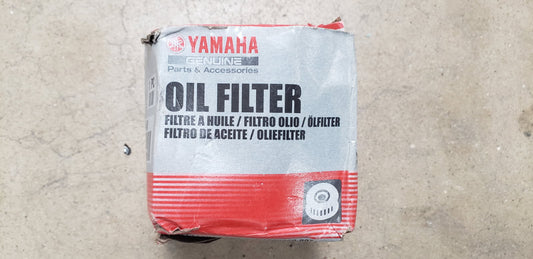 YAMAHA
GENUINE
Parts & Accessories
OIL FILTER
FILTRE A HUILE / FILTRO OLIO / ÖLFILTER
FILTRO DE ACEITE / OLIEFILTER